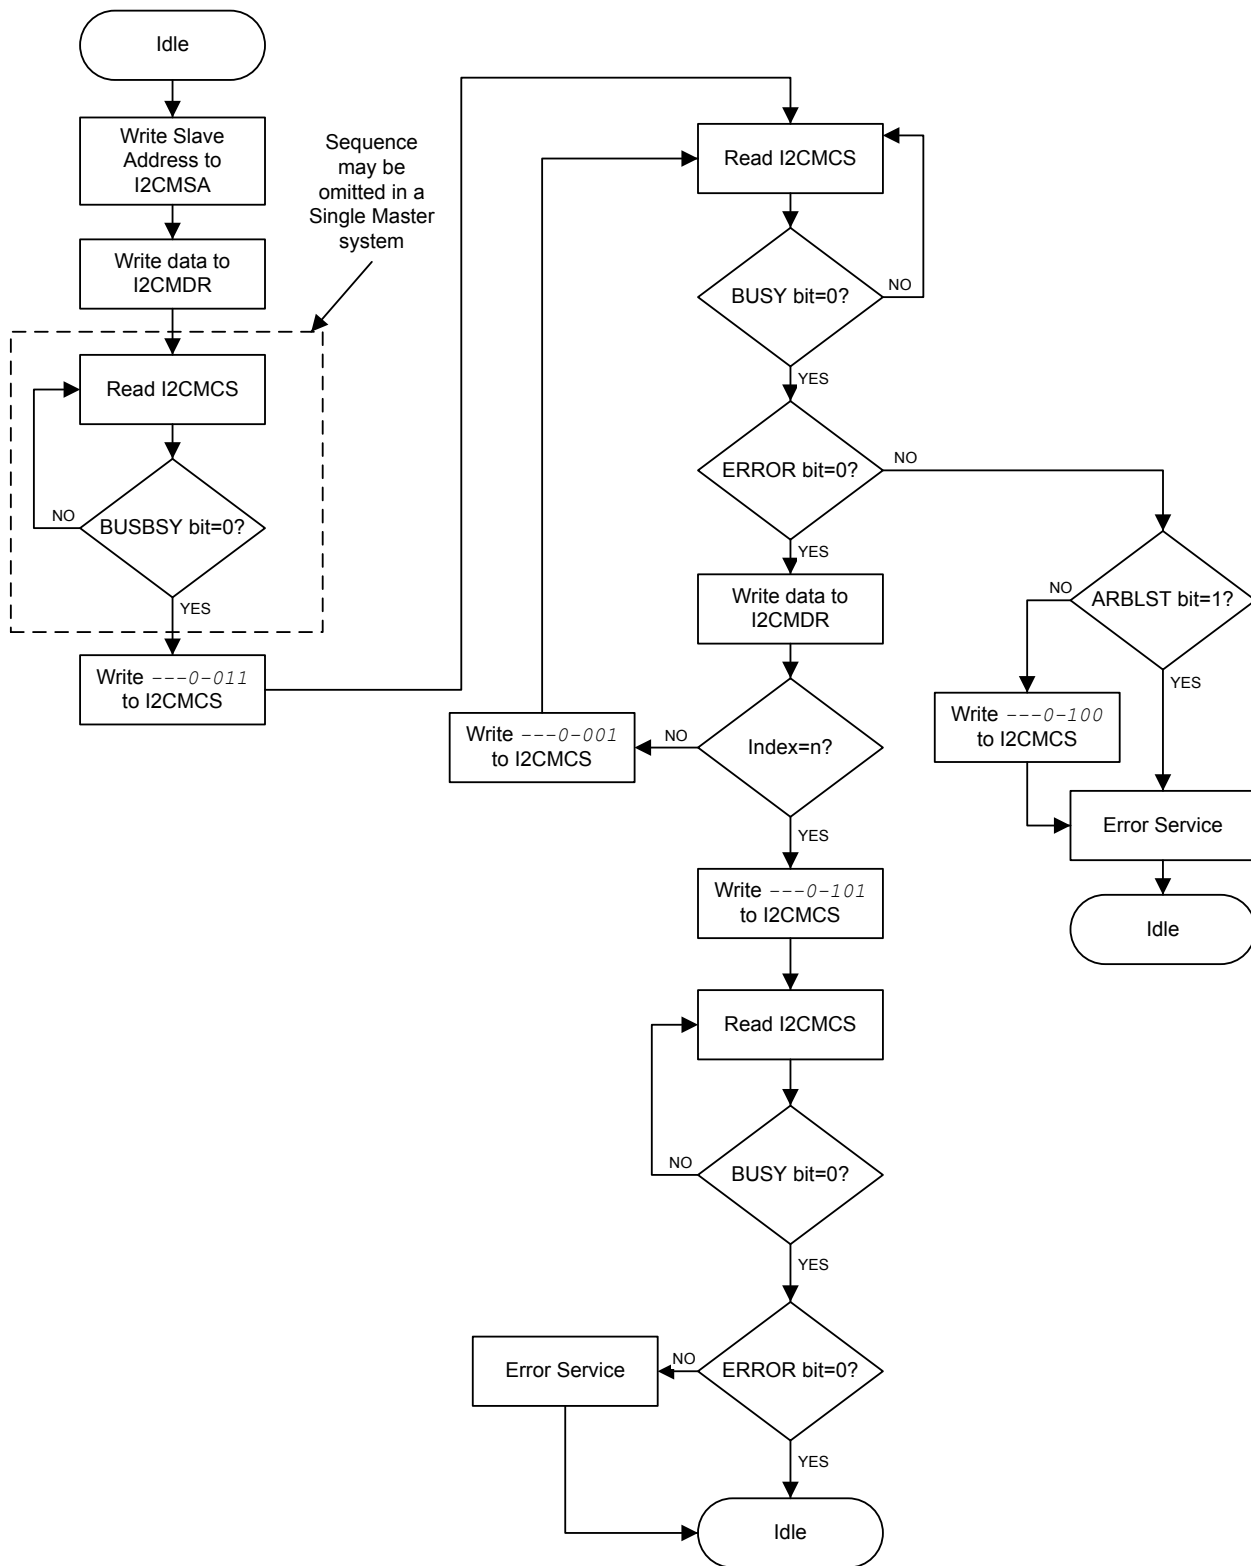 Idle
Write Slave
Address to
I2CMSA
Write data to
I2CMDR
Sequence
may be
omitted in a
Single Master
system
Read I2CMCS
BUSBSY bit=0?
NO
YES
Write ---0-011
to I2CMCS
Read I2CMCS
BUSY bit=0?
NO
YES
ERROR bit=0?
NO
YES
Write data to
I2CMDR
Index=n?
NO
Write ---0-001
to I2CMCS
YES
ARBLST bit=1?
NO
YES
Write ---0-100
to I2CMCS
Error Service
Idle
Write ---0-101
to I2CMCS
Read I2CMCS
BUSY bit=0?
NO
YES
ERROR bit=0?
NO
Error Service
YES
Idle